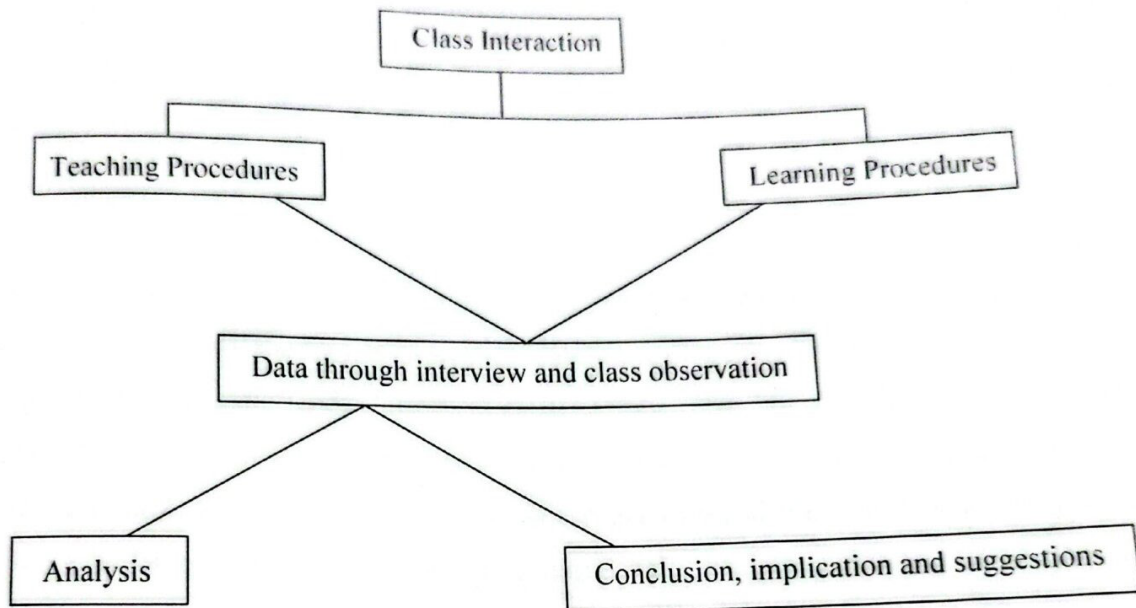 Class Interaction
Teaching Procedures
Learning Procedures
Data through interview and class observation
Analysis
Conclusion, implication and suggestions